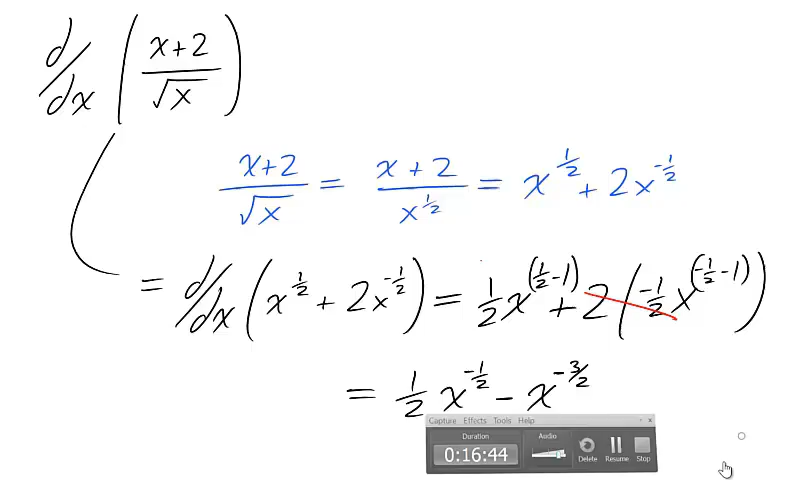 d/dx ( (x+2)/√x )
(x+2)/√x = (x+2)/x^(1/2) = x^(1/2) + 2x^(-1/2)
= d/dx ( x^(1/2) + 2x^(-1/2) ) = 1/2 x^(1/2 - 1) + 2 ( -1/2 x^(-1/2 - 1) )
= 1/2 x^(-1/2) - x^(-3/2)
Capture Effects Tools Help
Duration Audio
0:16:44 Delete Resume Stop